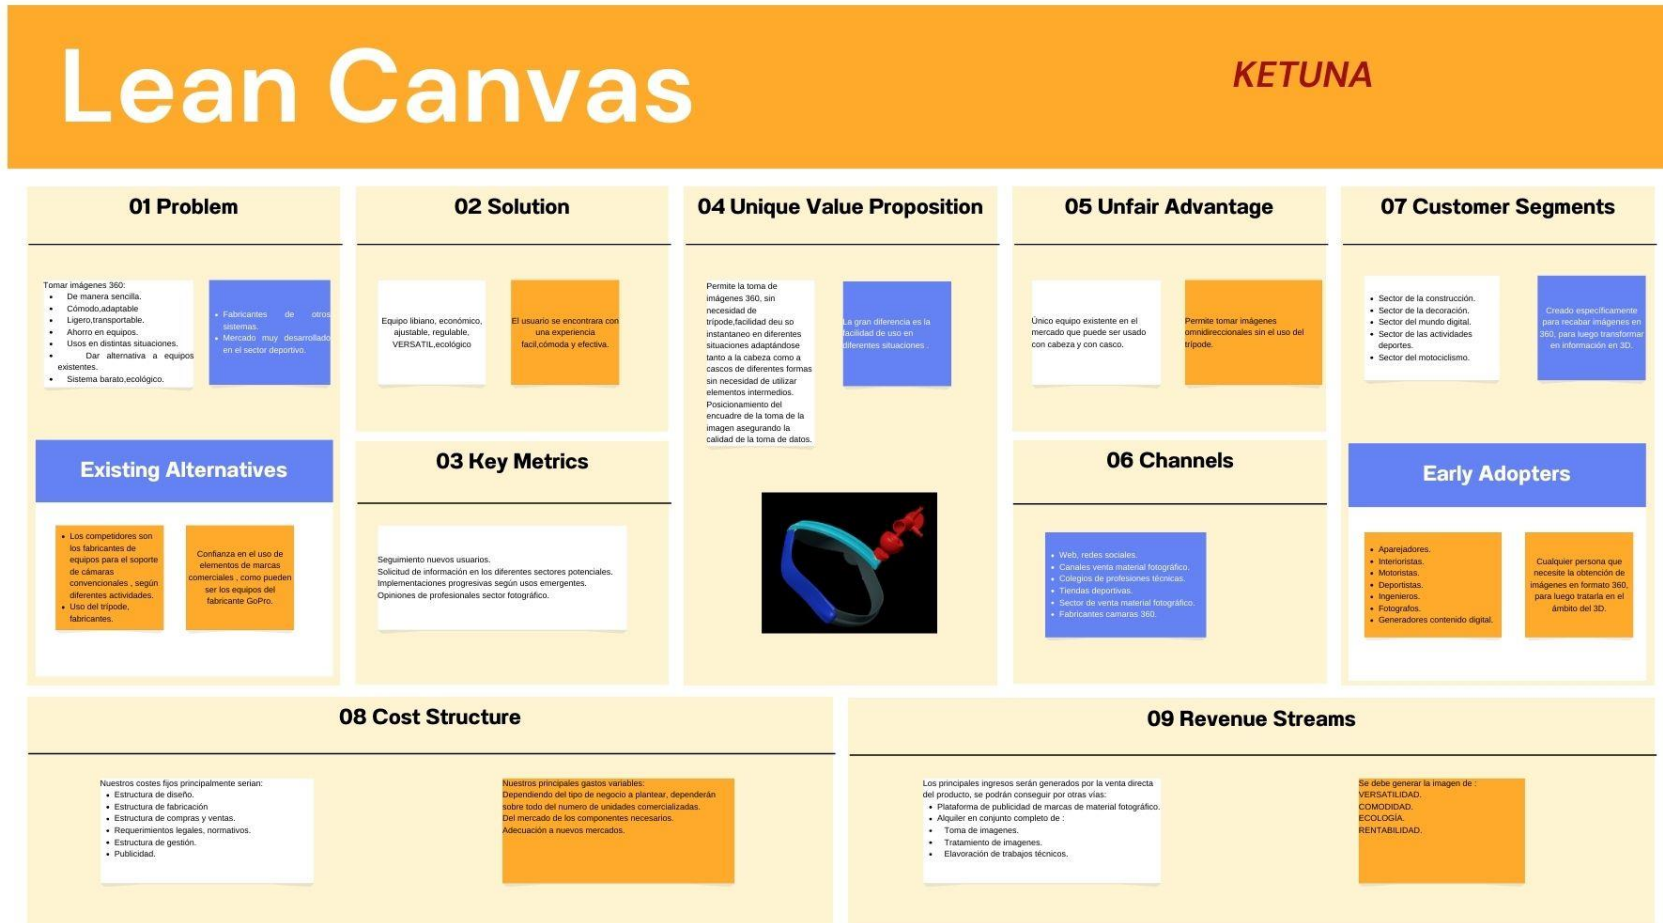 Lean Canvas
KETUNA
01 Problem
Tomar imágenes 360:
• De manera sencilla.
• Cómodo,adaptable
• Ligero,transportable.
• Ahorro en equipos.
• Usos en distintas situaciones.
• Dar alternativa a equipos
existentes.
• Sistema barato,ecológico.
• Fabricantes de otros
sistemas.
• Mercado muy desarrollado
en el sector deportivo.
Existing Alternatives
• Los competidores son
los fabricantes de
equipos para el soporte
de cámaras
convencionales , según
diferentes actividades.
• Uso del trípode,
fabricantes.
Confianza en el uso de
elementos de marcas
comerciales , como pueden
ser los equipos del
fabricante GoPro.
02 Solution
Equipo libiano, económico,
ajustable, regulable,
VERSATIL,ecológico
El usuario se encontrara con
una experiencia
facil,cómoda y efectiva.
03 Key Metrics
Seguimiento nuevos usuarios.
Solicitud de información en los diferentes sectores potenciales.
Implementaciones progresivas según usos emergentes.
Opiniones de profesionales sector fotográfico.
04 Unique Value Proposition
Permite la toma de
imágenes 360, sin
necesidad de
trípode,facilidad deu so
instantaneo en diferentes
situaciones adaptándose
tanto a la cabeza como a
cascos de diferentes formas
sin necesidad de utilizar
elementos intermedios.
Posicionamiento del
encuadre de la toma de la
imagen asegurando la
calidad de la toma de datos.
La gran diferencia es la
facilidad de uso en
diferentes situaciones .
05 Unfair Advantage
Único equipo existente en el
mercado que puede ser usado
con cabeza y con casco.
Permite tomar imágenes
omnidireccionales sin el uso del
trípode.
06 Channels
• Web, redes sociales.
• Canales venta material fotográfico.
• Colegios de profesiones técnicas.
• Tiendas deportivas.
• Sector de venta material fotográfico.
• Fabricantes camaras 360.
07 Customer Segments
• Sector de la construcción.
• Sector de la decoración.
• Sector del mundo digital.
• Sector de las actividades
deportes.
• Sector del motociclismo.
Creado específicamente
para recabar imágenes en
360, para luego transformar
en información en 3D.
Early Adopters
• Aparejadores.
• Interioristas.
• Motoristas.
• Deportistas.
• Ingenieros.
• Fotografos.
• Generadores contenido digital.
Cualquier persona que
necesite la obtención de
imágenes en formato 360,
para luego tratarla en el
ámbito del 3D.
08 Cost Structure
Nuestros costes fijos principalmente serian:
• Estructura de diseño.
• Estructura de fabricación
• Estructura de compras y ventas.
• Requerimientos legales, normativos.
• Estructura de gestión.
• Publicidad.
Nuestros principales gastos variables:
Dependiendo del tipo de negocio a plantear, dependerán
sobre todo del numero de unidades comercializadas.
Del mercado de los componentes necesarios.
Adecuación a nuevos mercados.
09 Revenue Streams
Los principales ingresos serán generados por la venta directa
del producto, se podrán conseguir por otras vías:
• Plataforma de publicidad de marcas de material fotográfico.
• Alquiler en conjunto completo de :
• Toma de imagenes.
• Tratamiento de imagenes.
• Elavoración de trabajos técnicos.
Se debe generar la imagen de :
VERSATILIDAD.
COMODIDAD.
ECOLOGÍA.
RENTABILIDAD.